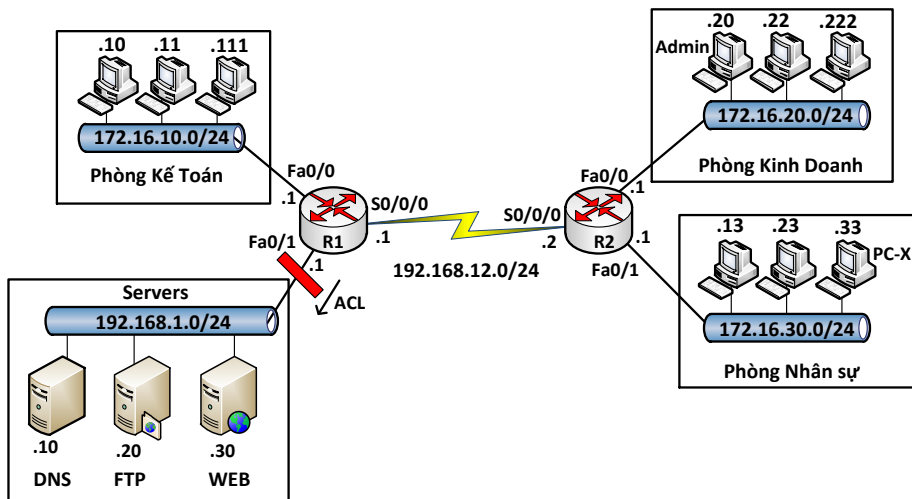 .10 .11 .111
172.16.10.0/24
Phòng Kế Toán
.20 .22 .222
Admin
172.16.20.0/24
Phòng Kinh Doanh
Fa0/0
.1
S0/0/0
R1
.1
Fa0/1
.1
ACL
192.168.12.0/24
Fa0/0
.1
S0/0/0
.2
R2
.1
Fa0/1
.13 .23 .33
PC-X
172.16.30.0/24
Phòng Nhân sự
Servers
192.168.1.0/24
.10 .20 .30
DNS FTP WEB